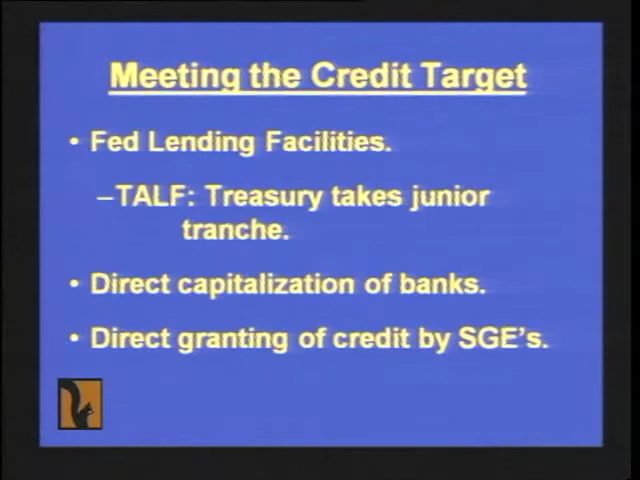 Meeting the Credit Target
• Fed Lending Facilities.
–TALF: Treasury takes junior
tranche.
• Direct capitalization of banks.
• Direct granting of credit by SGE's.